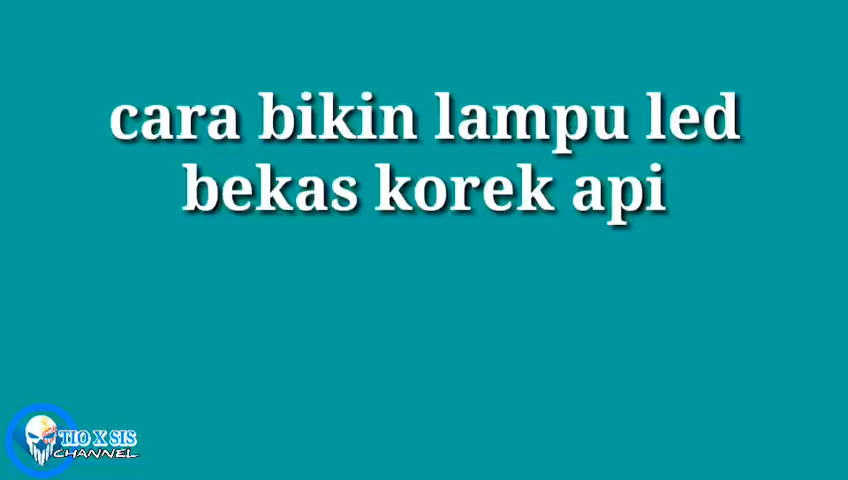 cara bikin lampu led
bekas korek api
TIO X SIS
CHANNEL